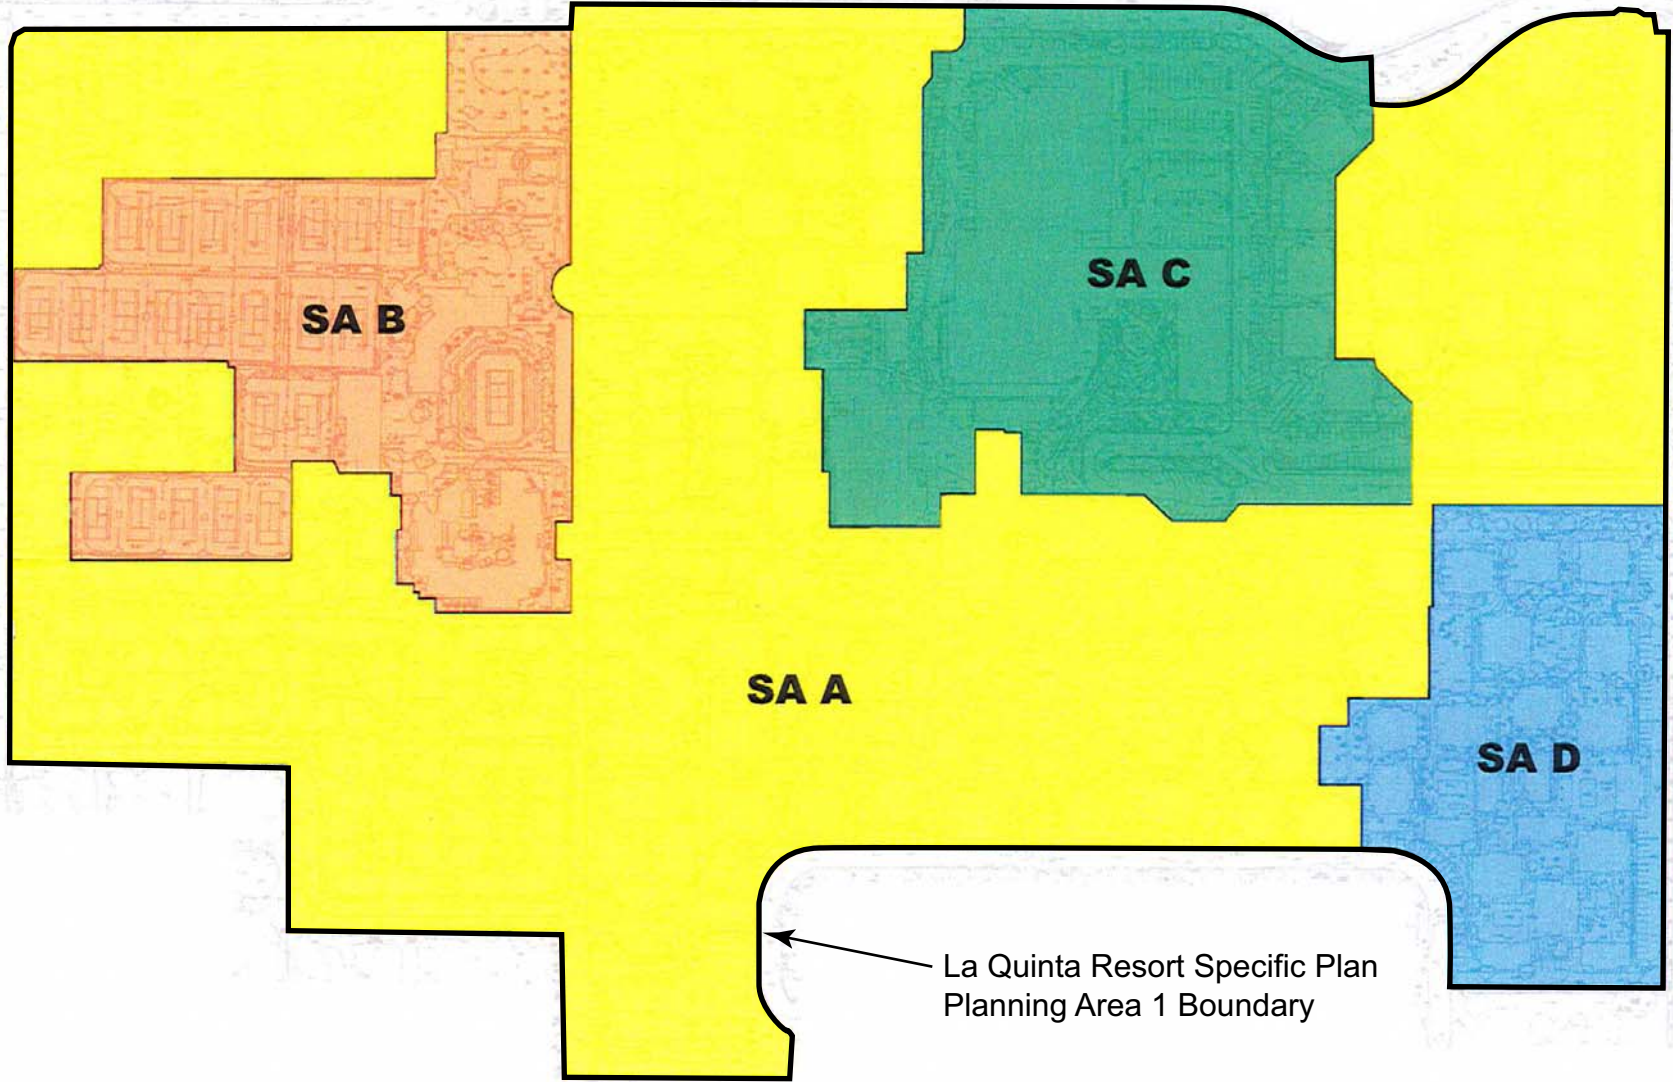 SA C
SA B
SA A
SA D
La Quinta Resort Specific Plan
Planning Area 1 Boundary